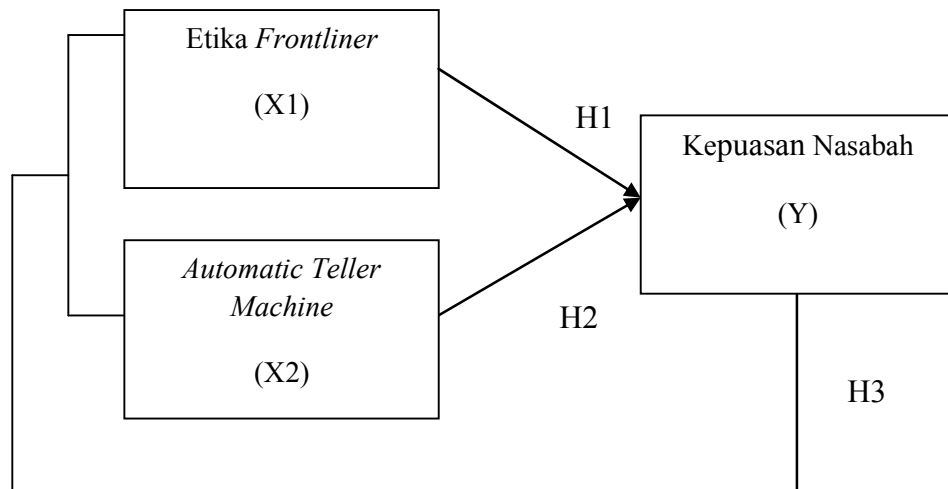 Etika Frontliner
(X1)
H1
Kepuasan Nasabah
(Y)
Automatic Teller
Machine
(X2)
H2
H3